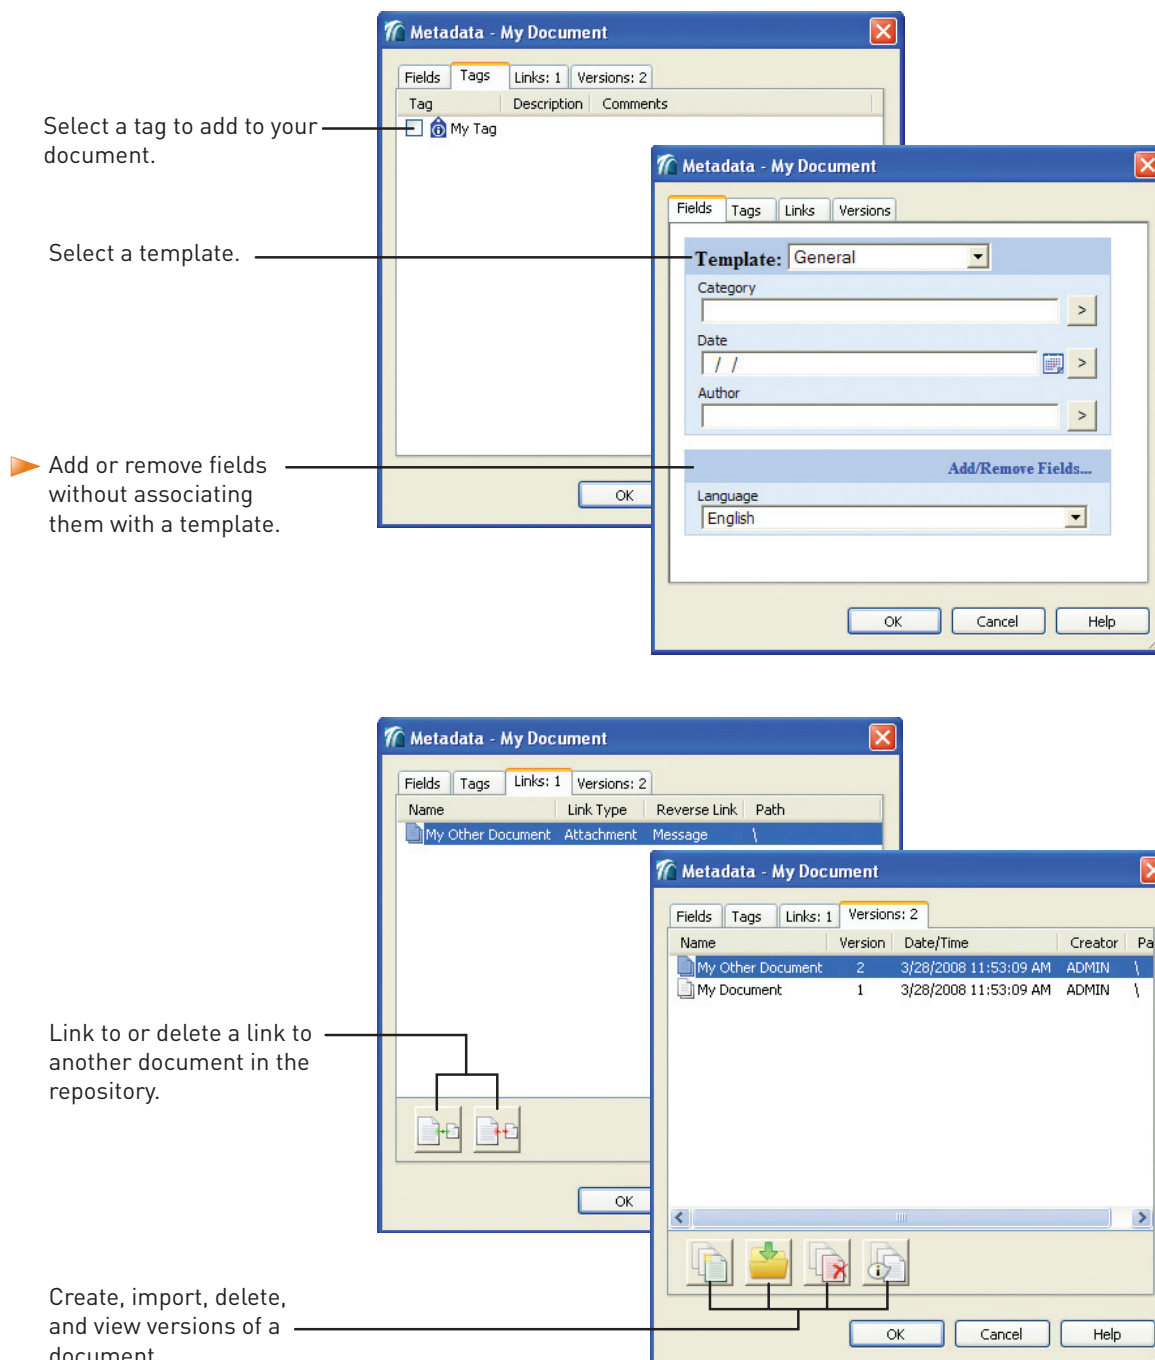 Metadata - My Document
Fields Tags Links: 1 Versions: 2
Tag Description Comments
My Tag
Select a tag to add to your
document.
Metadata - My Document
Fields Tags Links Versions
Select a template.
Template: General
Category
>
Date
/ / >
Author
>
Add or remove fields
without associating
them with a template.
Add/Remove Fields...
Language
English
OK
OK Cancel Help
Metadata - My Document
Fields Tags Links: 1 Versions: 2
Name Link Type Reverse Link Path
My Other Document Attachment Message \
Metadata - My Document
Fields Tags Links: 1 Versions: 2
Name Version Date/Time Creator Pa
My Other Document 2 3/28/2008 11:53:09 AM ADMIN \
My Document 1 3/28/2008 11:53:09 AM ADMIN \
Link to or delete a link to
another document in the
repository.
OK
Create, import, delete,
and view versions of a
document.
OK Cancel Help